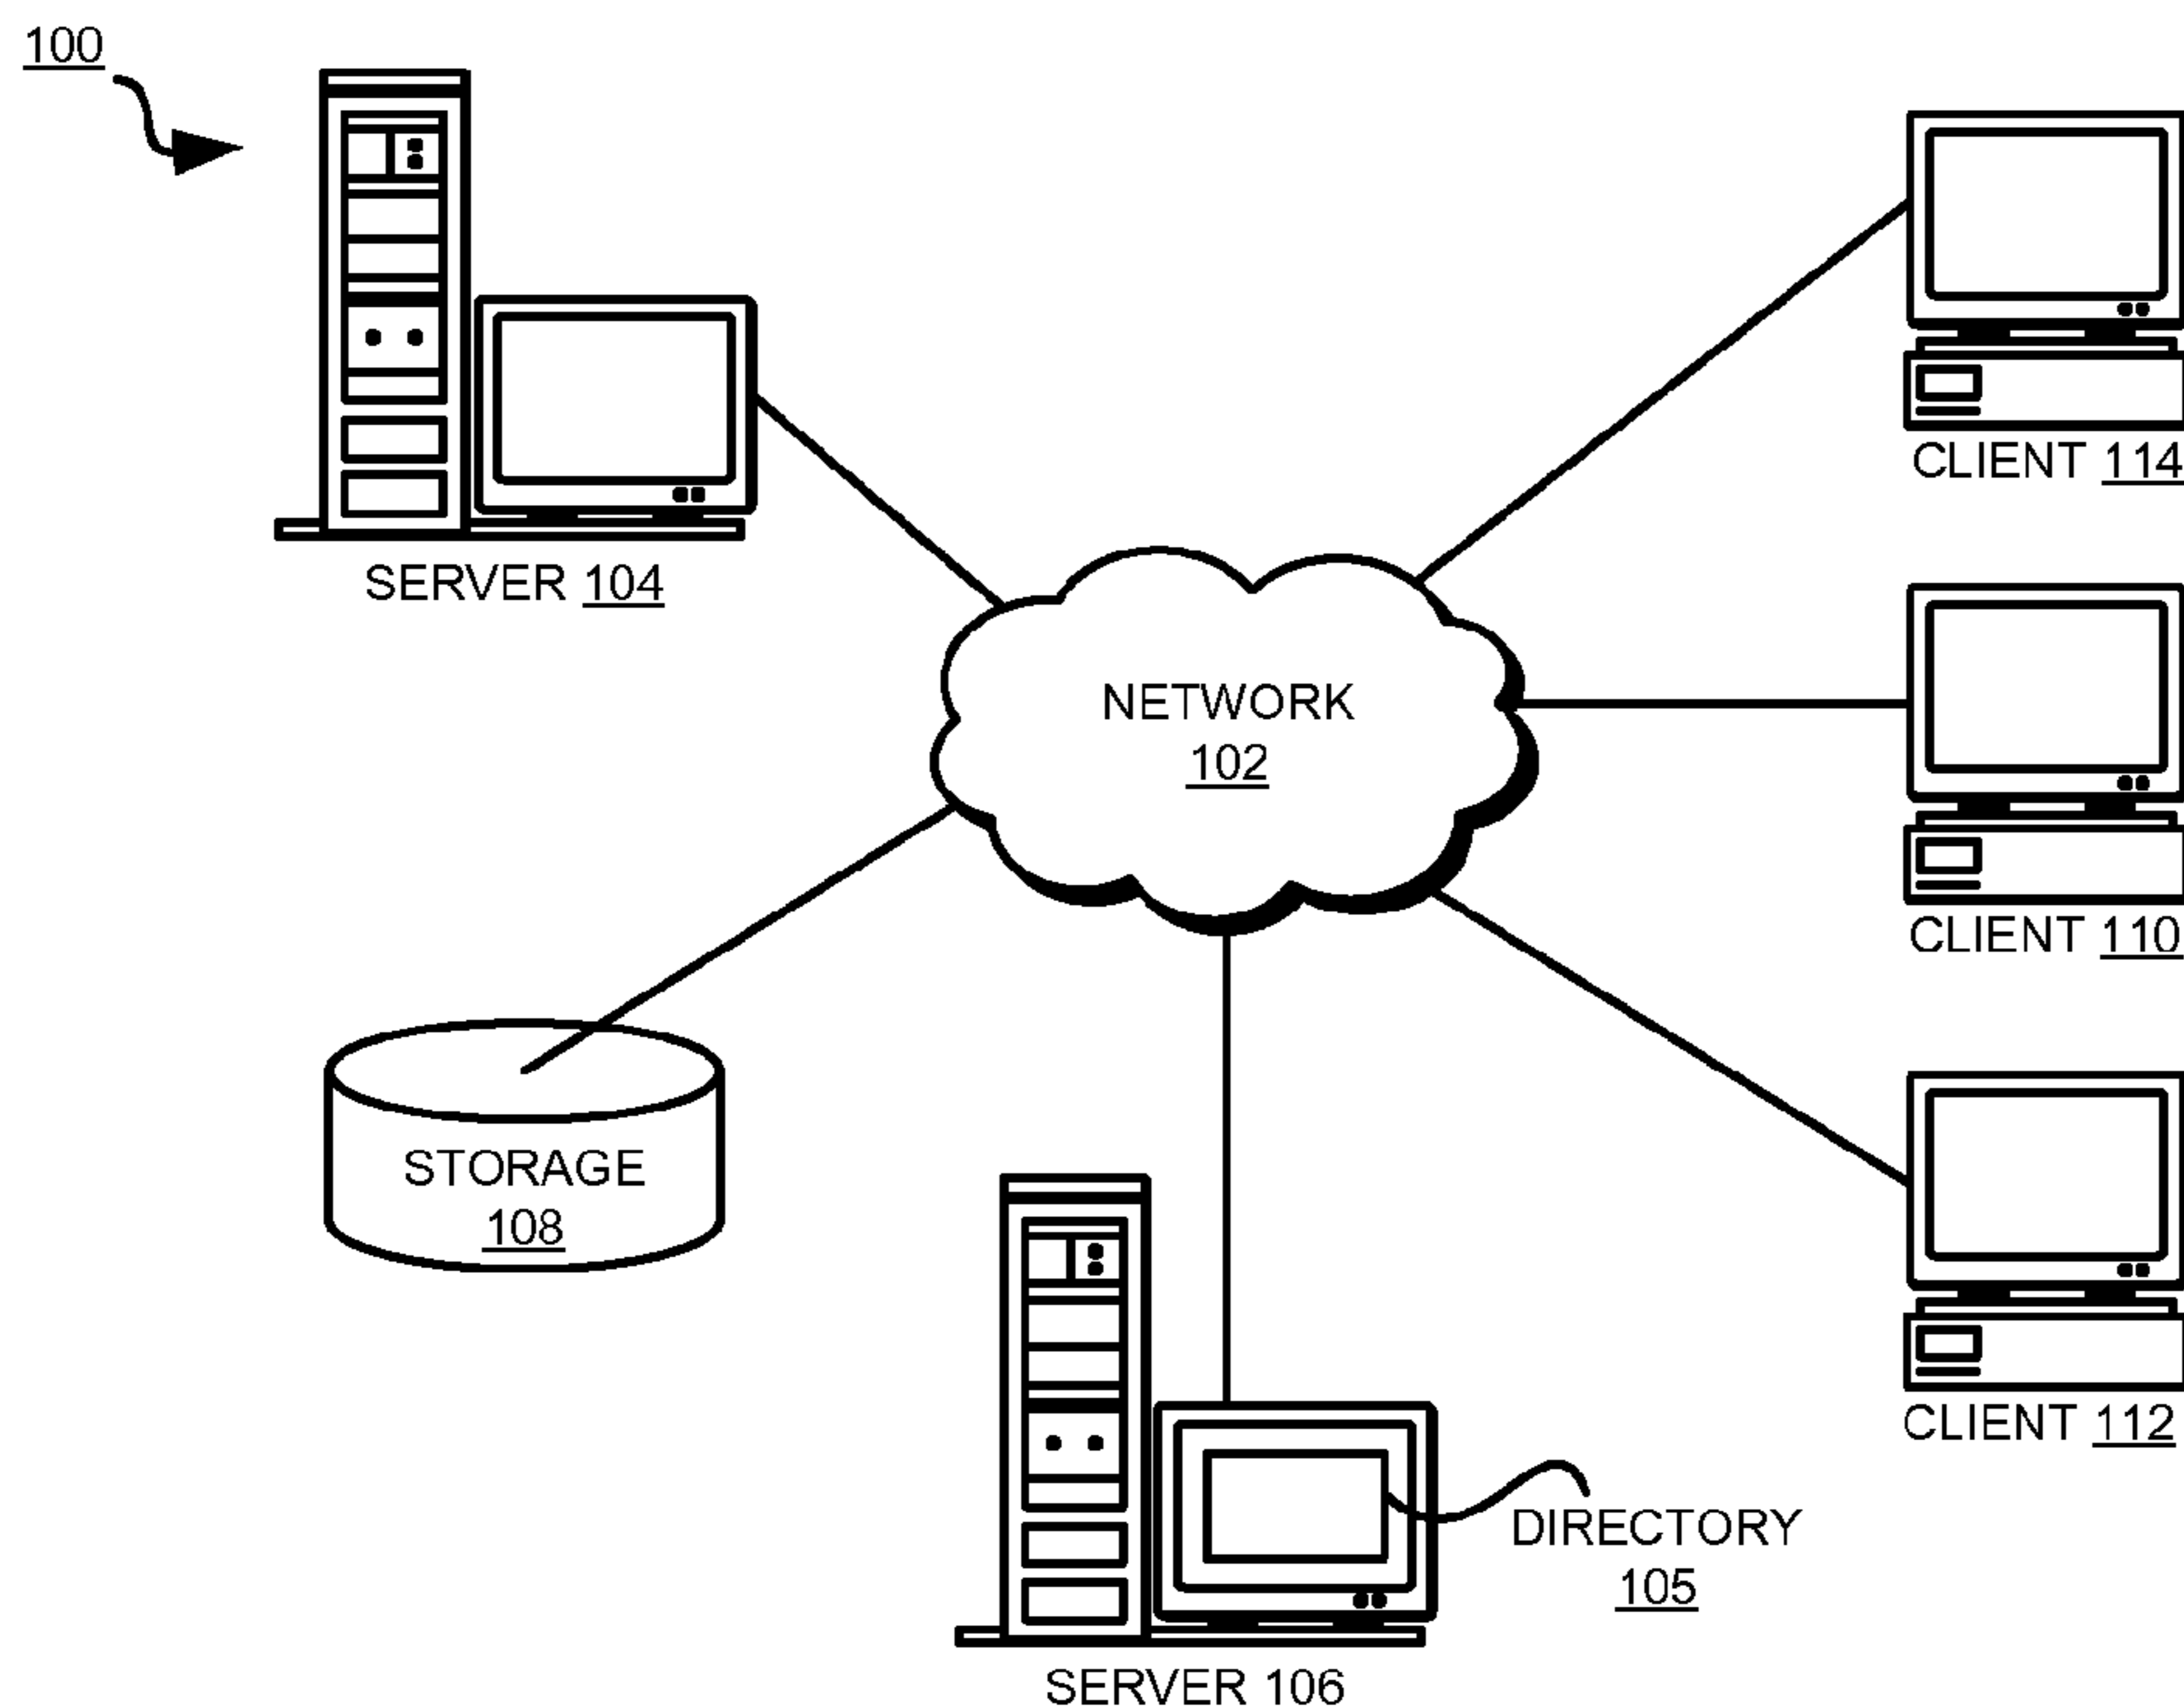 100
CLIENT 114
SERVER 104
NETWORK
102
CLIENT 110
STORAGE
108
CLIENT 112
DIRECTORY
105
SERVER 106